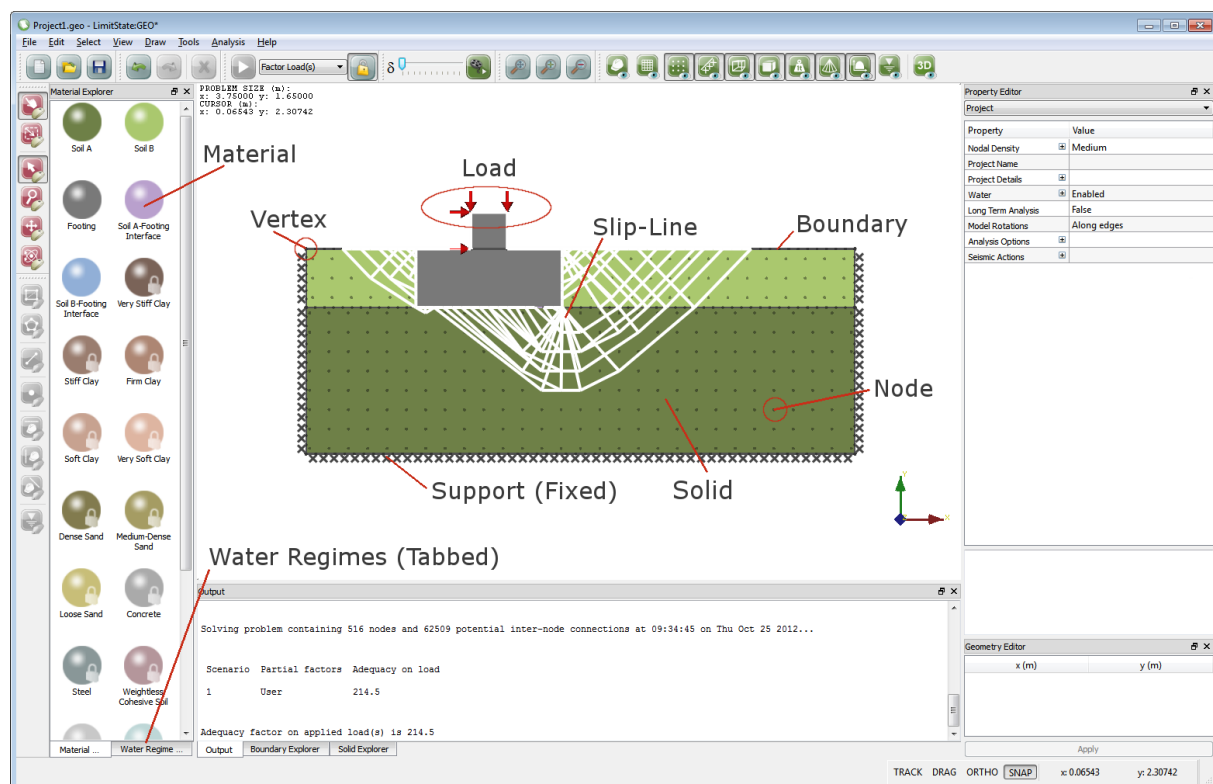 Project1.geo - LimitState:GEO*
File Edit Select View Draw Tools Analysis Help
Factor Load(s) δ 3D
Material Explorer
Soil A Soil B
Footing Soil A-Footing
Interface
Soil B-Footing
Interface Very Stiff Clay
Stiff Clay Firm Clay
Soft Clay Very Soft Clay
Dense Sand Medium-Dense
Sand
Loose Sand Concrete
Steel Weightless
Cohesive Soil
Material ... Water Regime ...
PROBLEM SIZE (m):
x: 3.75000 y: 1.65000
CURSOR (m):
x: 0.06543 y: 2.30742
Material
Load
Vertex
Slip-Line
Boundary
Node
Support (Fixed)
Solid
Water Regimes (Tabbed)
Y
X
Output
Solving problem containing 516 nodes and 62509 potential inter-node connections at 09:34:45 on Thu Oct 25 2012...
Scenario Partial factors Adequacy on load
1 User 214.5
Adequacy factor on applied load(s) is 214.5
Output Boundary Explorer Solid Explorer
Property Editor
Project
Property Value
Nodal Density Medium
Project Name
Project Details
Water Enabled
Long Term Analysis False
Model Rotations Along edges
Analysis Options
Seismic Actions
Geometry Editor
x (m) y (m)
Apply
TRACK DRAG ORTHO SNAP x: 0.06543 y: 2.30742